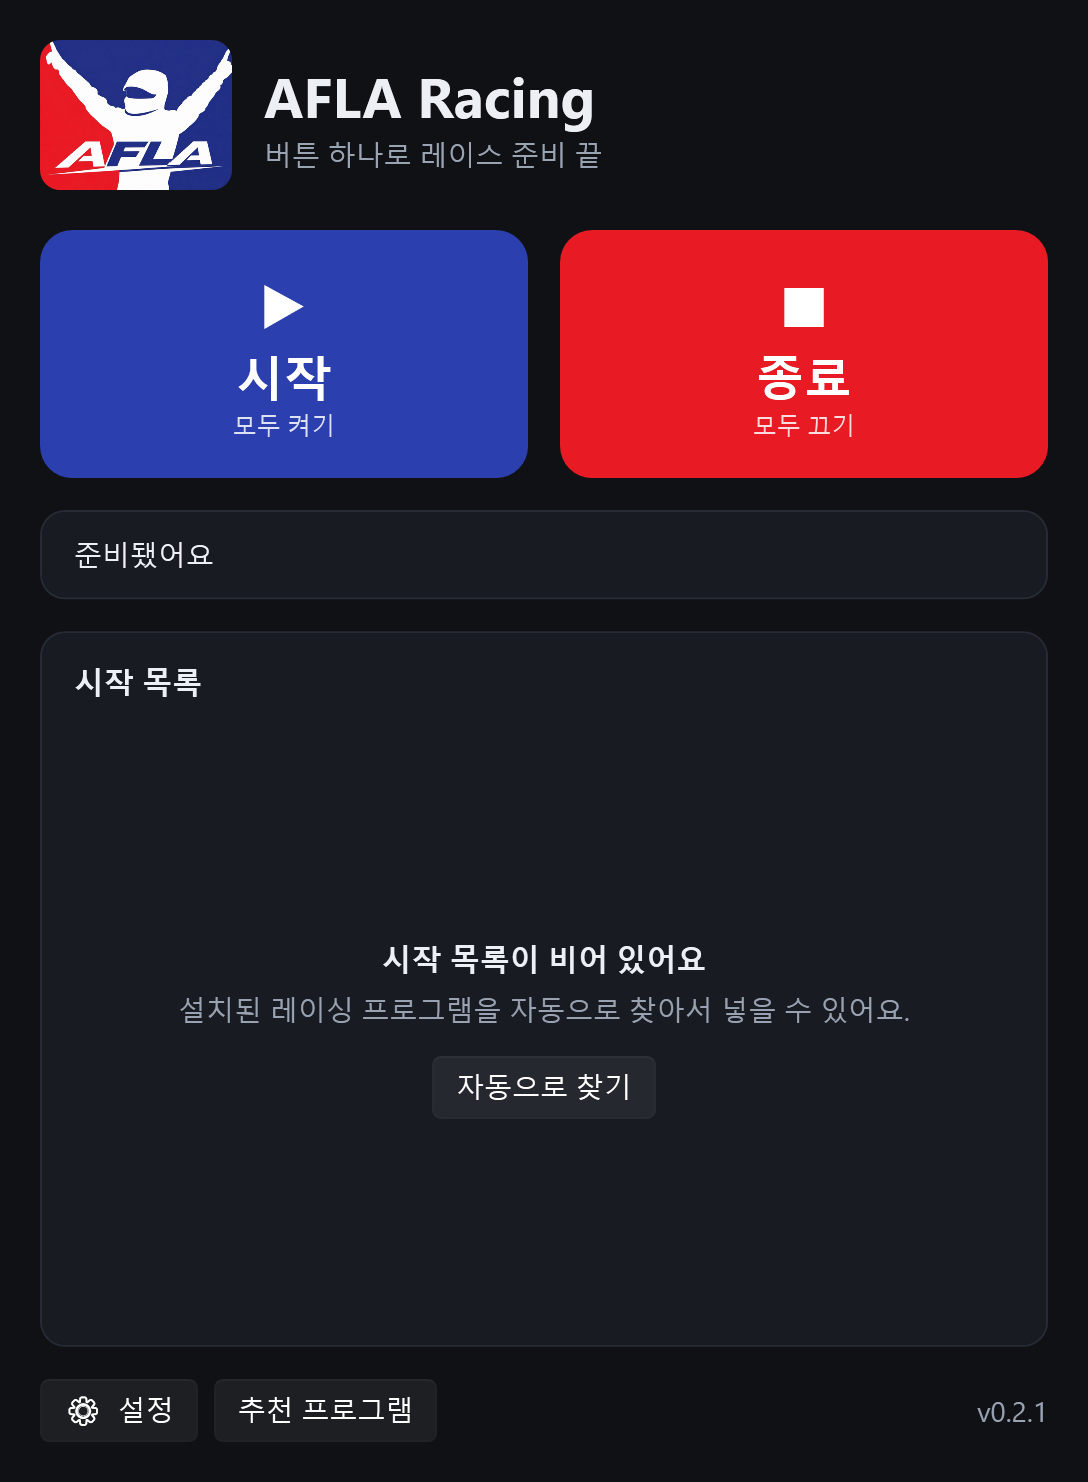 AFLA
AFLA Racing
버튼 하나로 레이스 준비 끝
시작
모두 켜기
종료
모두 끄기
준비됐어요
시작 목록
시작 목록이 비어 있어요
설치된 레이싱 프로그램을 자동으로 찾아서 넣을 수 있어요.
자동으로 찾기
설정
추천 프로그램
v0.2.1